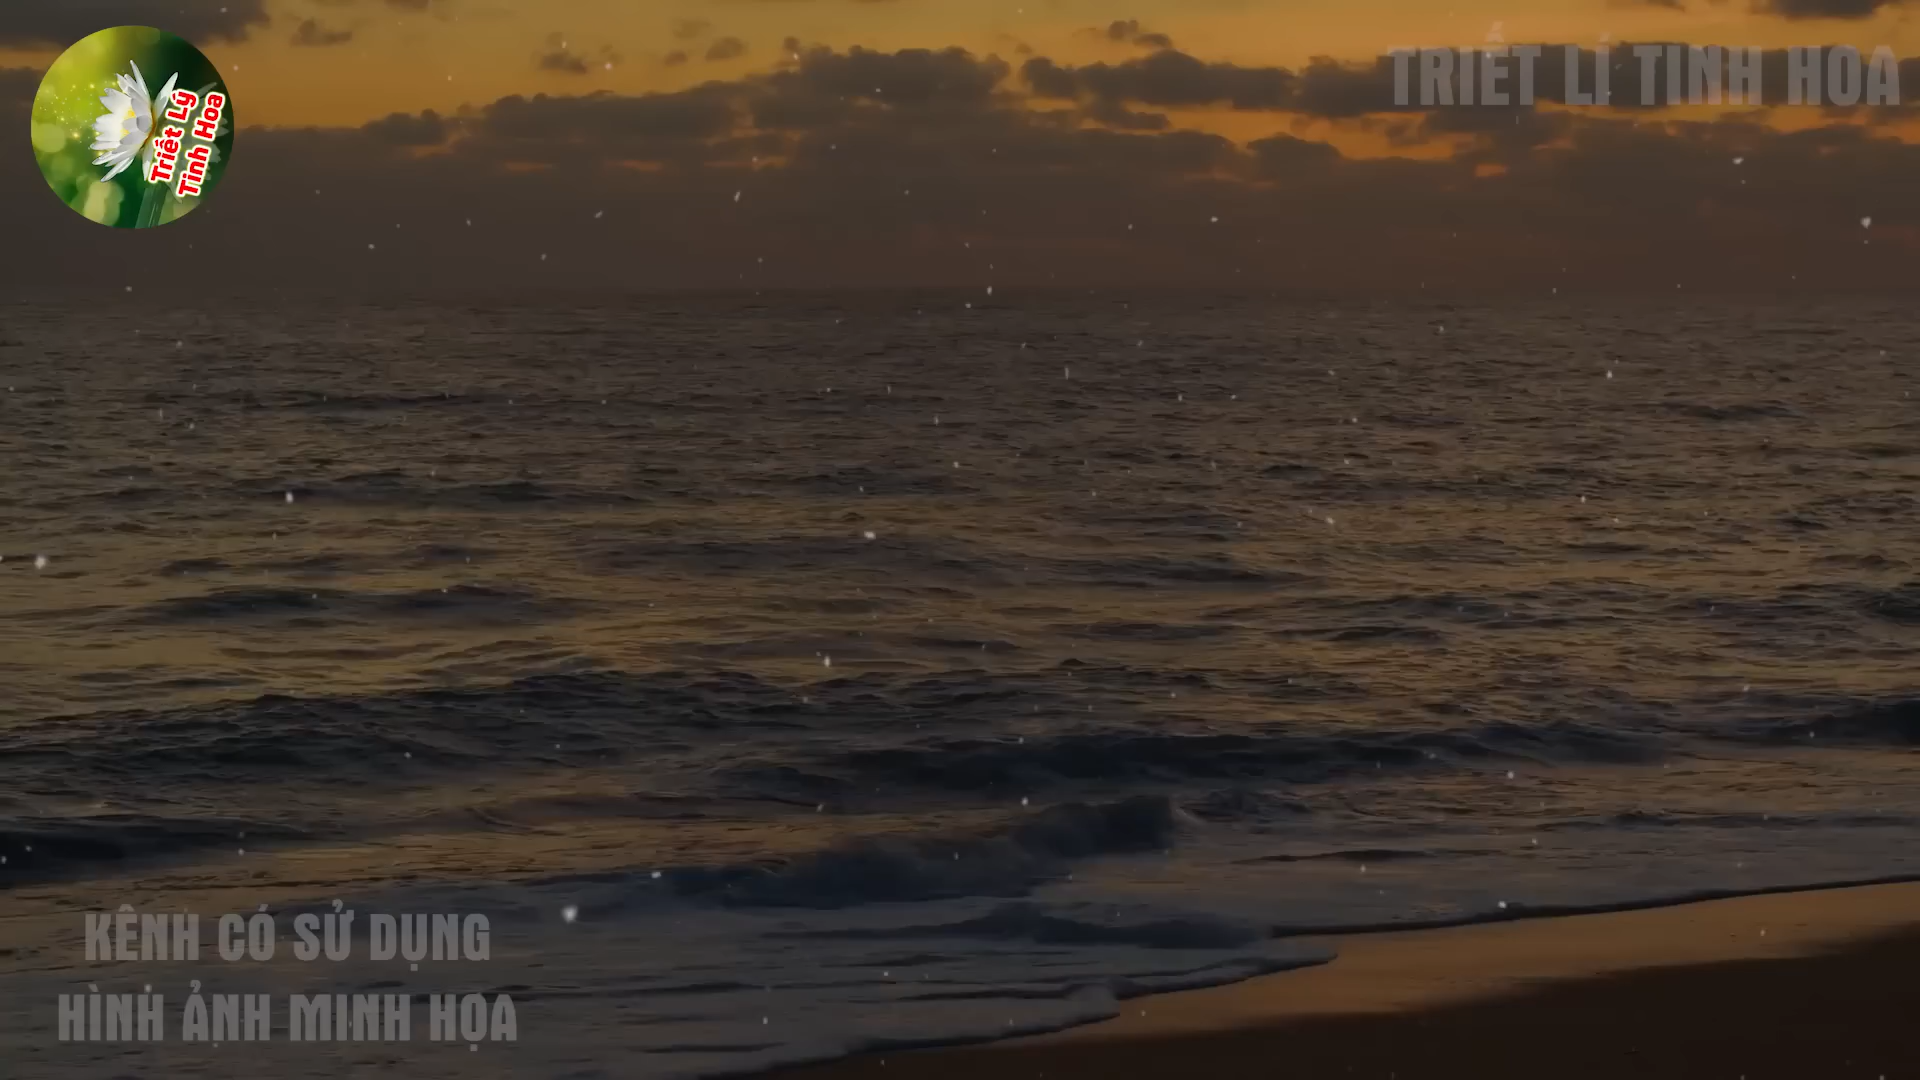 Triết Lý
Tinh Hoa
TRIẾT LÍ TINH HOA
KÊNH CÓ SỬ DỤNG
HÌNH ẢNH MINH HỌA